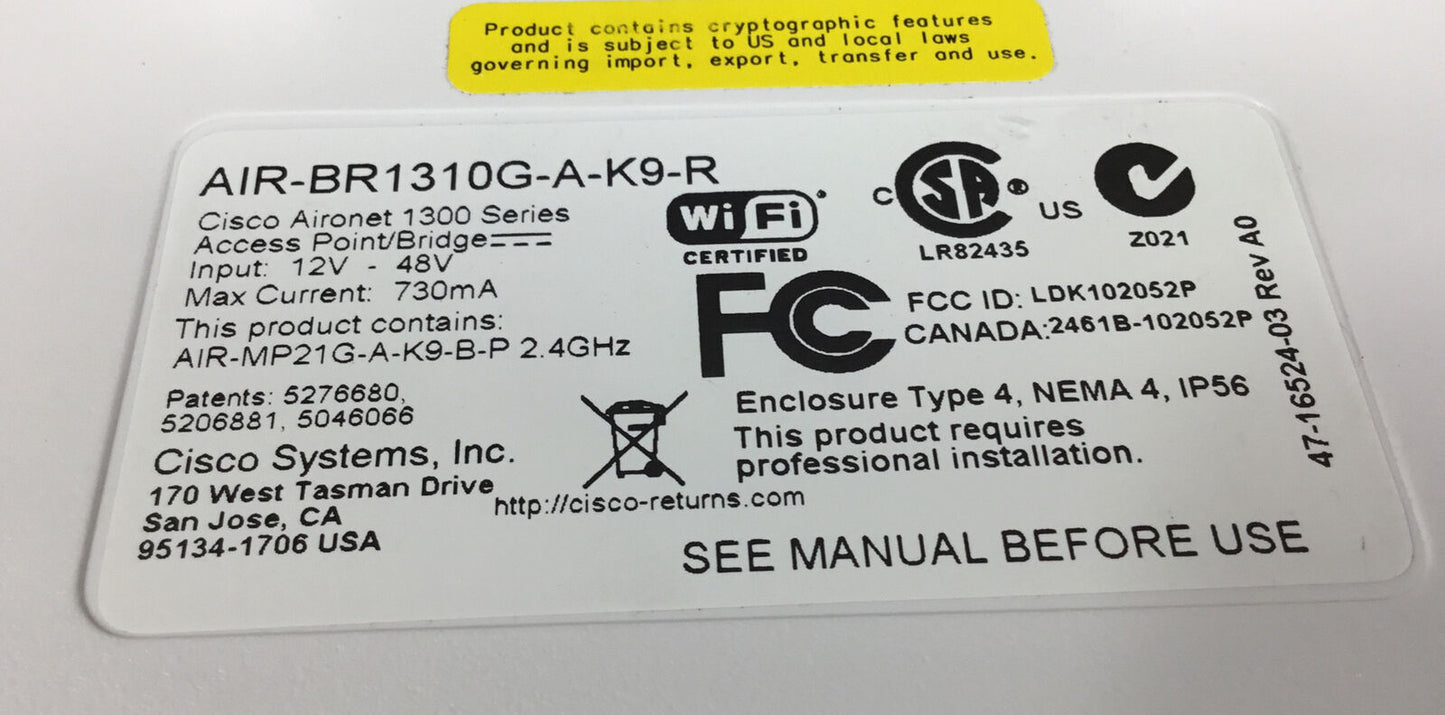 Product contains cryptographic features
and is subject to US and local laws
governing import, export, transfer and use.
AIR-BR1310G-A-K9-R
Cisco Aironet 1300 Series
Access Point/Bridge
Input: 12V - 48V
Max Current: 730mA
This product contains:
AIR-MP21G-A-K9-B-P 2.4GHz
Patents: 5276680,
5206881, 5046066
Cisco Systems, Inc.
170 West Tasman Drive
San Jose, CA
95134-1706 USA
WiFi
CERTIFIED
C SA® US
LR82435
Z021
FC
FCC ID: LDK102052P
CANADA:2461B-102052P
Enclosure Type 4, NEMA 4, IP56
This product requires
professional installation.
http://cisco-returns.com
SEE MANUAL BEFORE USE
47-16524-03 Rev A0